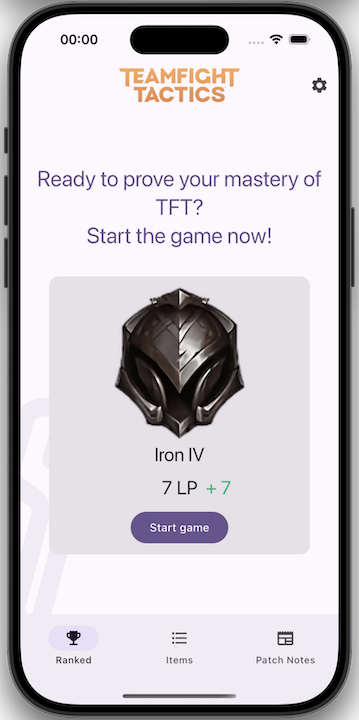 00:00
TEAMFIGHT
TACTICS
Ready to prove your mastery of
TFT?
Start the game now!
Iron IV
7 LP + 7
Start game
Ranked
Items
Patch Notes